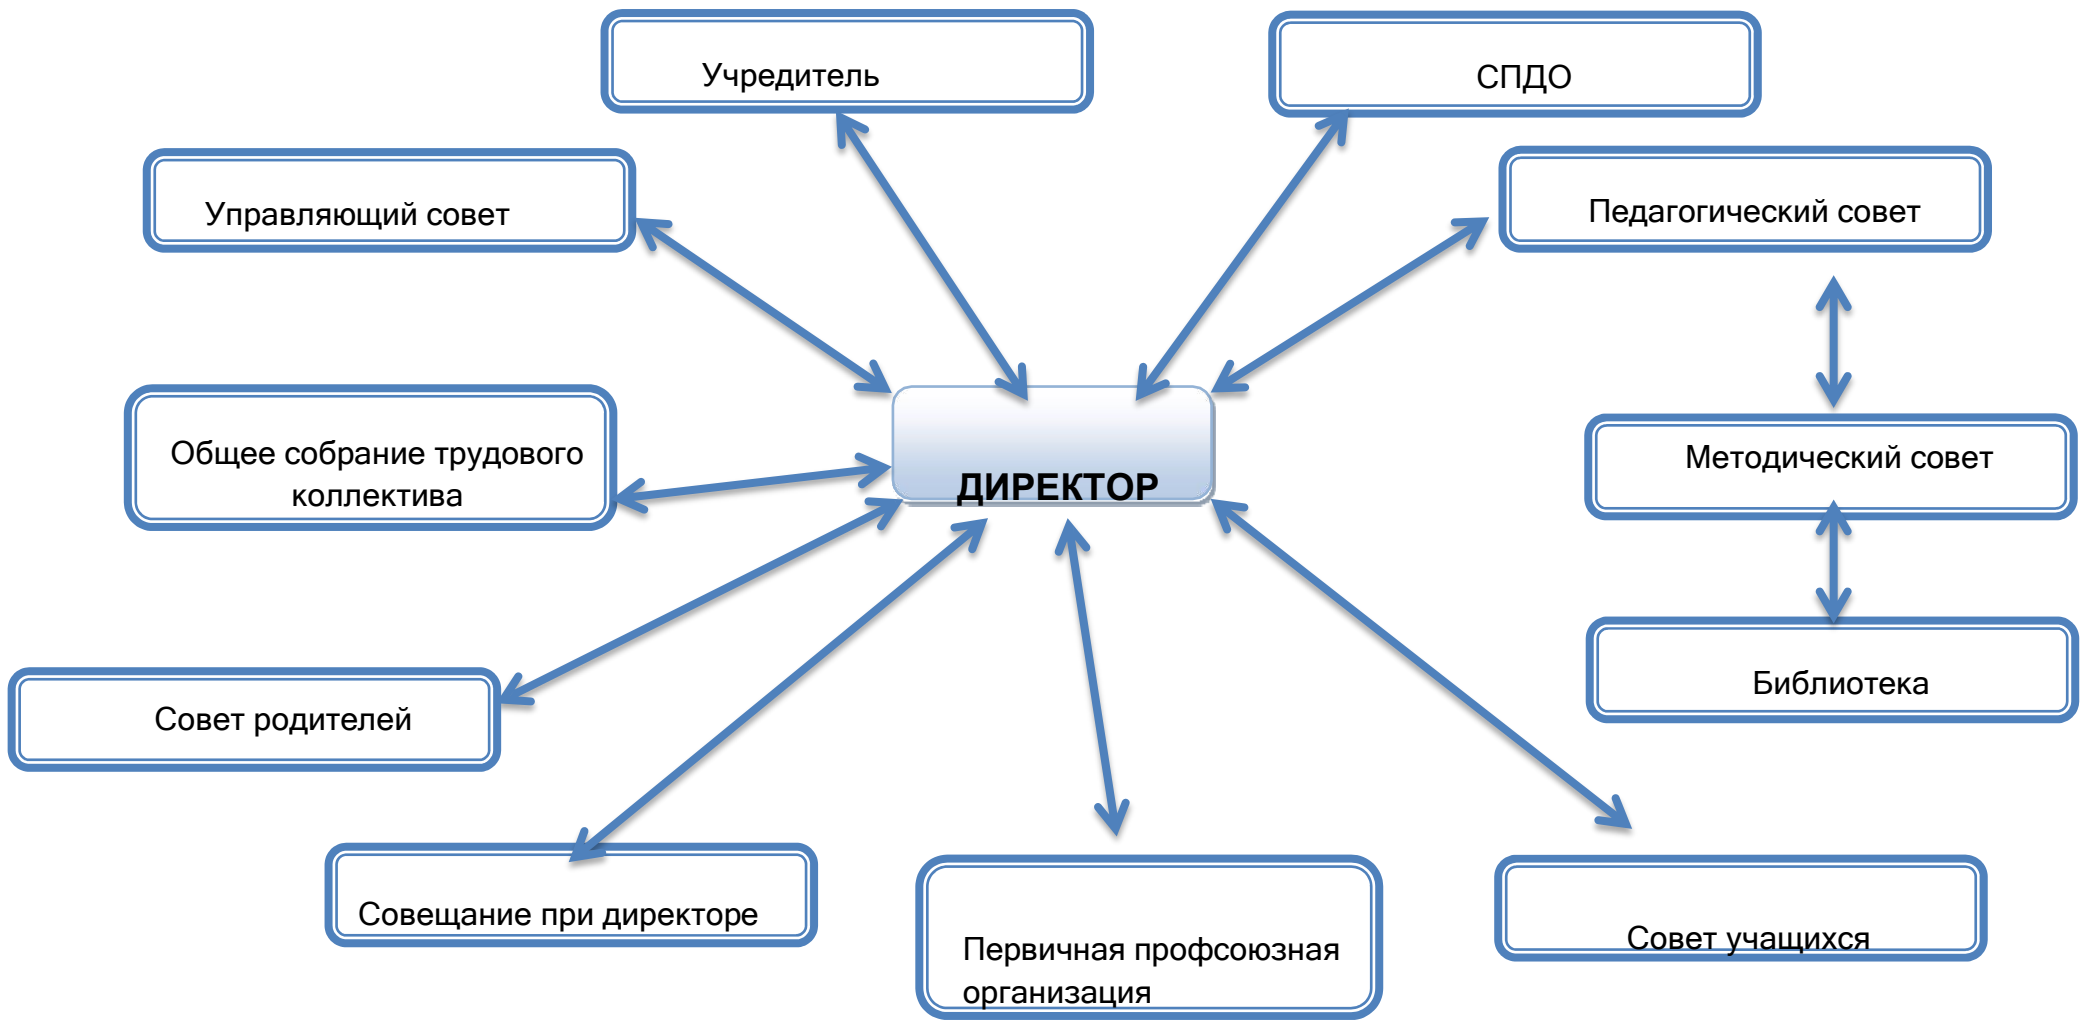 Учредитель
СПДО
Управляющий совет
Педагогический совет
Общее собрание трудового
коллектива
ДИРЕКТОР
Методический совет
Библиотека
Совет родителей
Совещание при директоре
Первичная профсоюзная
организация
Совет учащихся